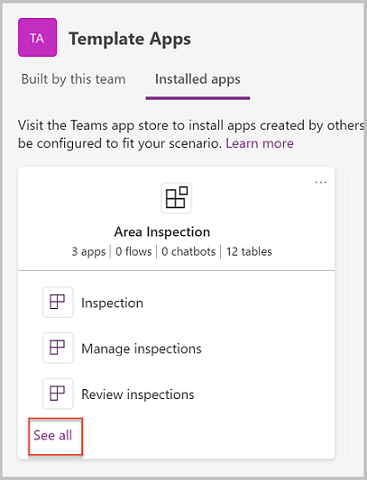 TA
Template Apps
Built by this team Installed apps
Visit the Teams app store to install apps created by others
be configured to fit your scenario. Learn more
...
Area Inspection
3 apps | 0 flows | 0 chatbots | 12 tables
Inspection
Manage inspections
Review inspections
See all